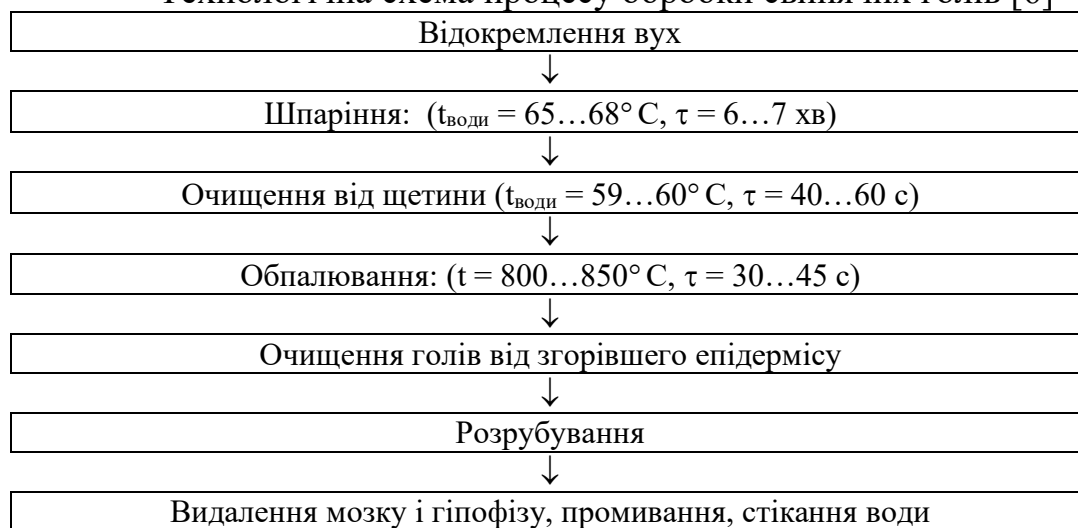 Технологічна схема процесу обробки свинячих голів [6]
Відокремлення вух
↓
Шпаріння: (tводи = 65…68° С, τ = 6…7 хв)
↓
Очищення від щетини (tводи = 59…60° С, τ = 40…60 с)
↓
Обпалювання: (t = 800…850° С, τ = 30…45 с)
↓
Очищення голів від згорівшего епідермісу
↓
Розрубування
↓
Видалення мозку і гіпофізу, промивання, стікання води